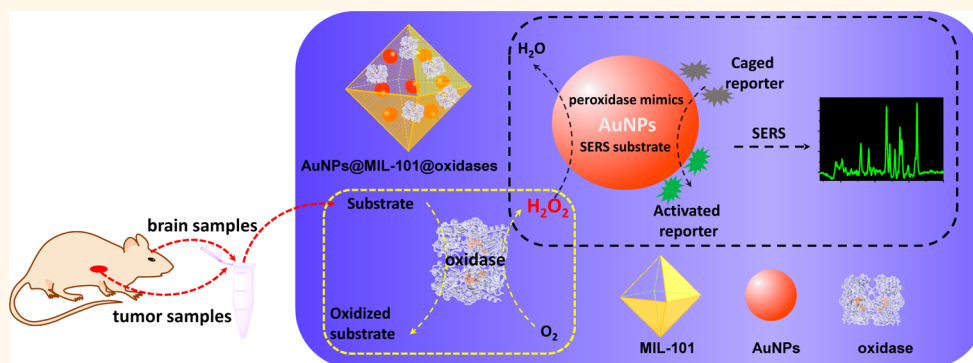 brain samples
tumor samples
AuNPs@MIL-101@oxidases
Substrate
oxidase
Oxidized
substrate
O₂
H₂O₂
H₂O
peroxidase mimics
AuNPs
SERS substrate
Caged
reporter
Activated
reporter
SERS
MIL-101
AuNPs
oxidase